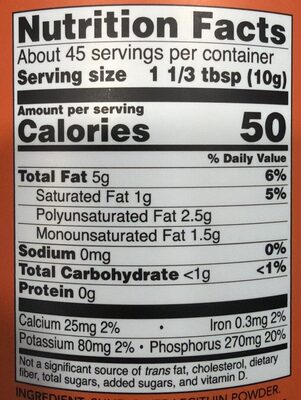 Nutrition Facts
About 45 servings per container
Serving size 1 1/3 tbsp (10g)
Amount per serving
Calories 50
% Daily Value
Total Fat 5g 6%
Saturated Fat 1g 5%
Polyunsaturated Fat 2.5g
Monounsaturated Fat 1.5g
Sodium 0mg 0%
Total Carbohydrate <1g <1%
Protein 0g
Calcium 25mg 2% • Iron 0.3mg 2%
Potassium 80mg 2% • Phosphorus 270mg 20%
Not a significant source of trans fat, cholesterol, dietary
fiber, total sugars, added sugars, and vitamin D.
LECITHIN POWDER.